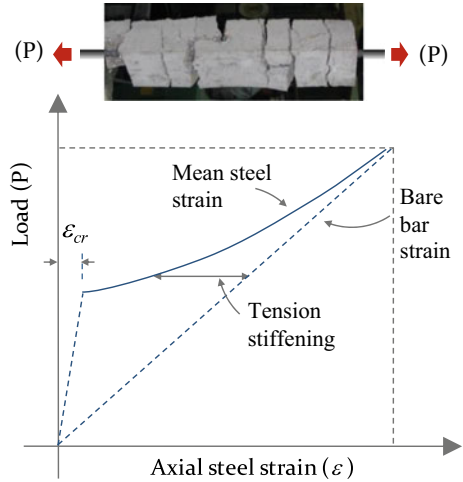 (P)
(P)
Load (P)
Mean steel
strain
Bare
bar
strain
εcr
Tension
stiffening
Axial steel strain (ε)